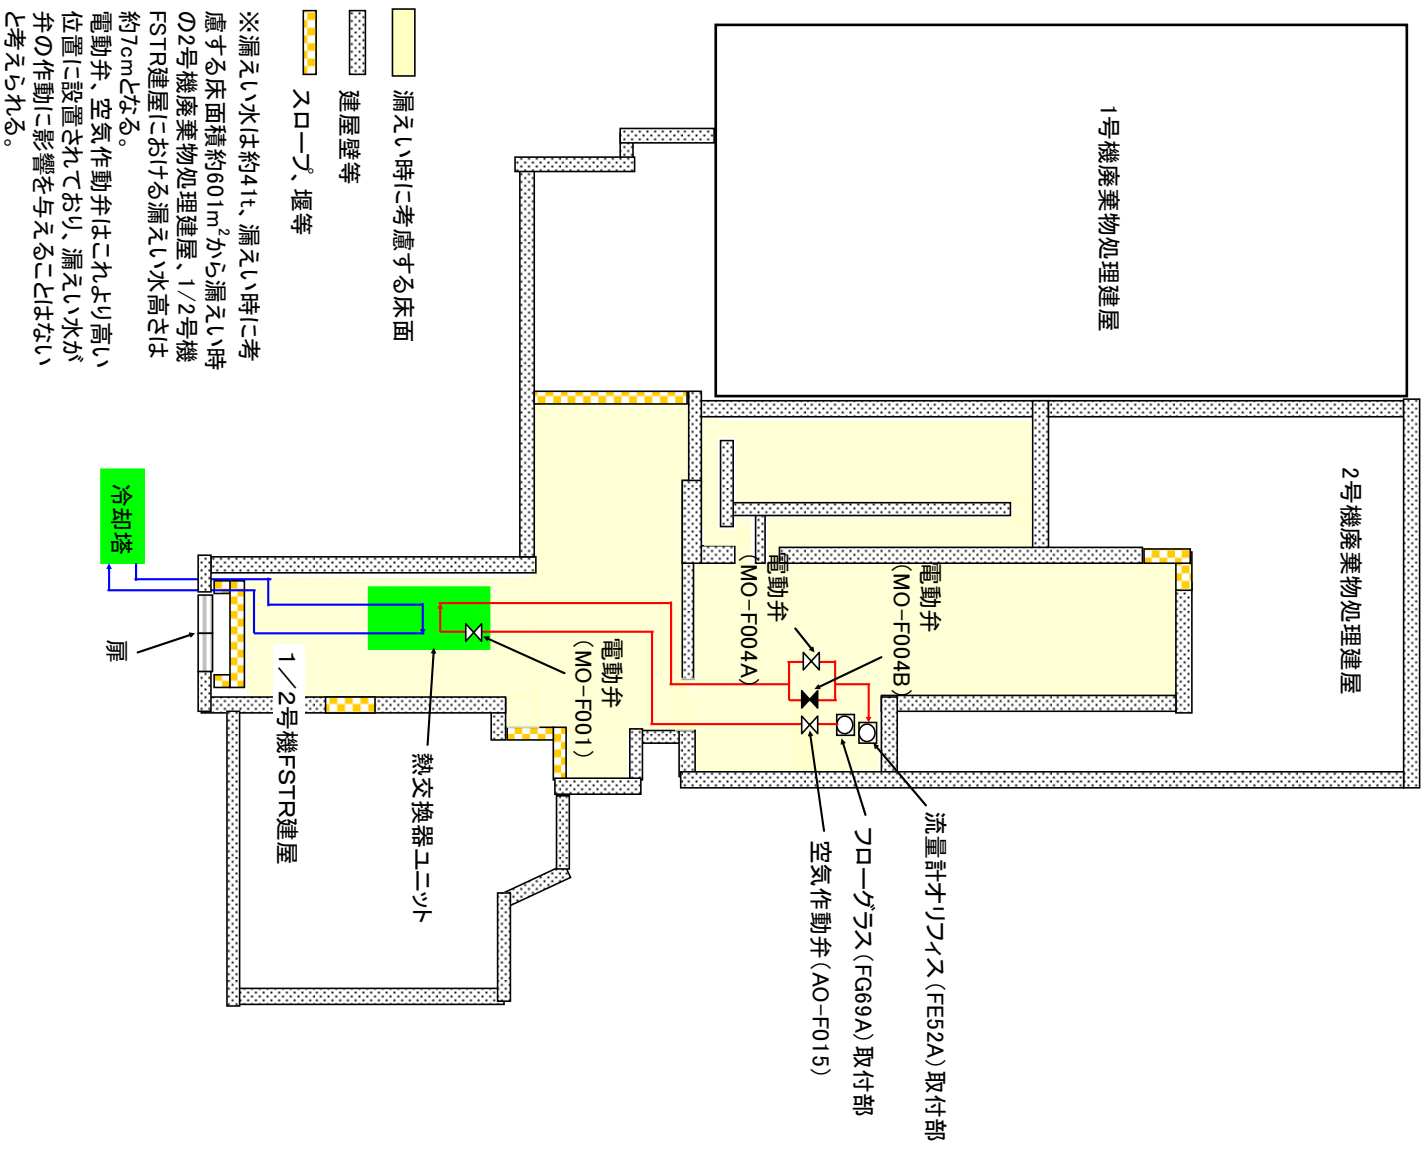 1号機廃棄物処理建屋
2号機廃棄物処理建屋
電動弁
(MO-F004B)
電動弁
(MO-F004A)
電動弁
(MO-F001)
流量計オリフィス(FE52A)取付部
フローグラス(FG69A)取付部
空気作動弁(AO-F015)
熱交換器ユニット
1/2号機FSTR建屋
冷却塔
扉
漏えい時に考慮する床面
建屋壁等
スロープ、堰等
※漏えい水は約41t、漏えい時に考
慮する床面積約601m²から漏えい時
の2号機廃棄物処理建屋、1/2号機
FSTR建屋における漏えい水高さは
約7cmとなる。
電動弁、空気作動弁はこれより高い
位置に設置されており、漏えい水が
弁の作動に影響を与えることはない
と考えられる。